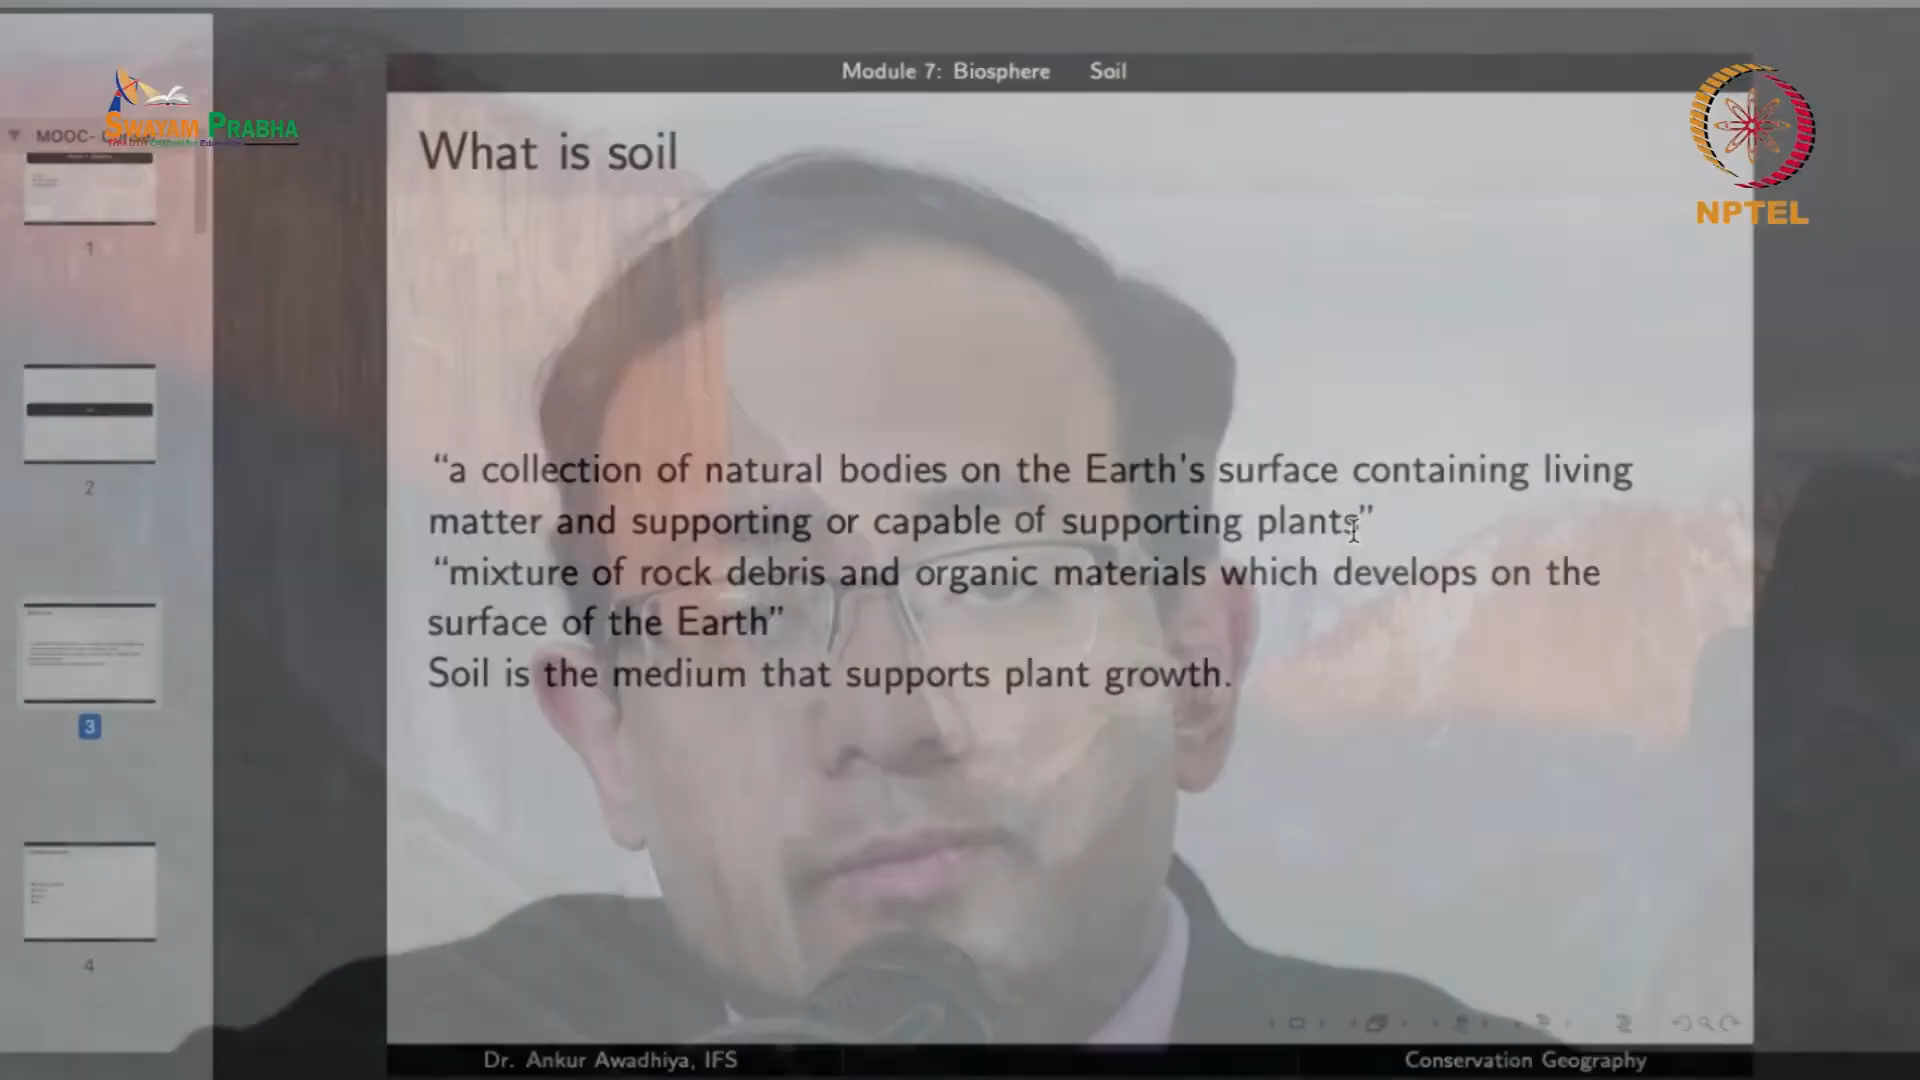 Module 7: Biosphere Soil
SWAYAM PRABHA
MOOC-
NPTEL
What is soil
“a collection of natural bodies on the Earth's surface containing living
matter and supporting or capable of supporting plants”
“mixture of rock debris and organic materials which develops on the
surface of the Earth”
Soil is the medium that supports plant growth.
1
2
3
4
Dr. Ankur Awadhiya, IFS
Conservation Geography